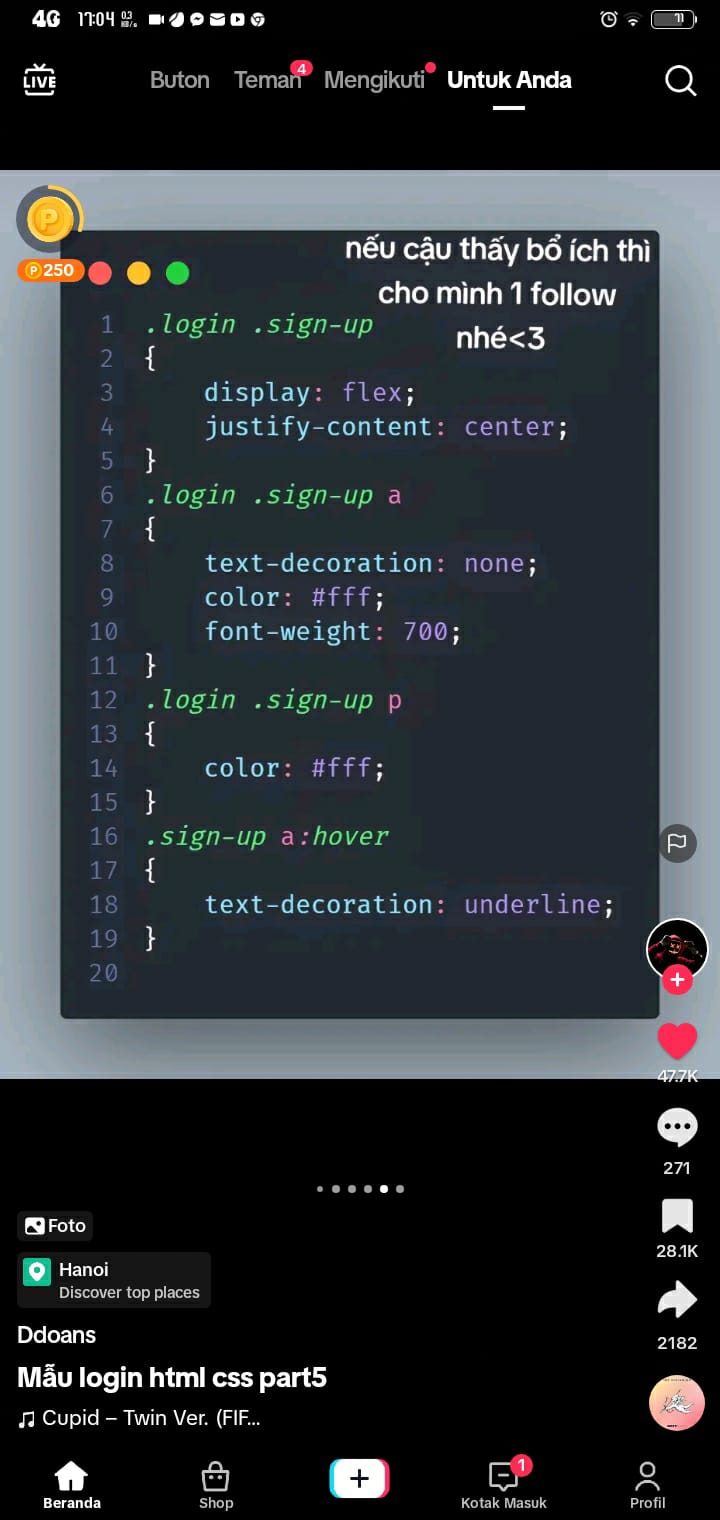 4G 17:04 0.3 KB/s 71
LIVE Buton Teman 4 Mengikuti Untuk Anda
P
P 250
nếu cậu thấy bổ ích thì
cho mình 1 follow
nhé<3
1 .login .sign-up
2 {
3     display: flex;
4     justify-content: center;
5 }
6 .login .sign-up a
7 {
8     text-decoration: none;
9     color: #fff;
10     font-weight: 700;
11 }
12 .login .sign-up p
13 {
14     color: #fff;
15 }
16 .sign-up a:hover
17 {
18     text-decoration: underline;
19 }
20
47.7K
271
28.1K
2182
Foto
Hanoi
Discover top places
Ddoans
Mẫu login html css part5
Cupid – Twin Ver. (FIF...
1
Beranda Shop Kotak Masuk Profil